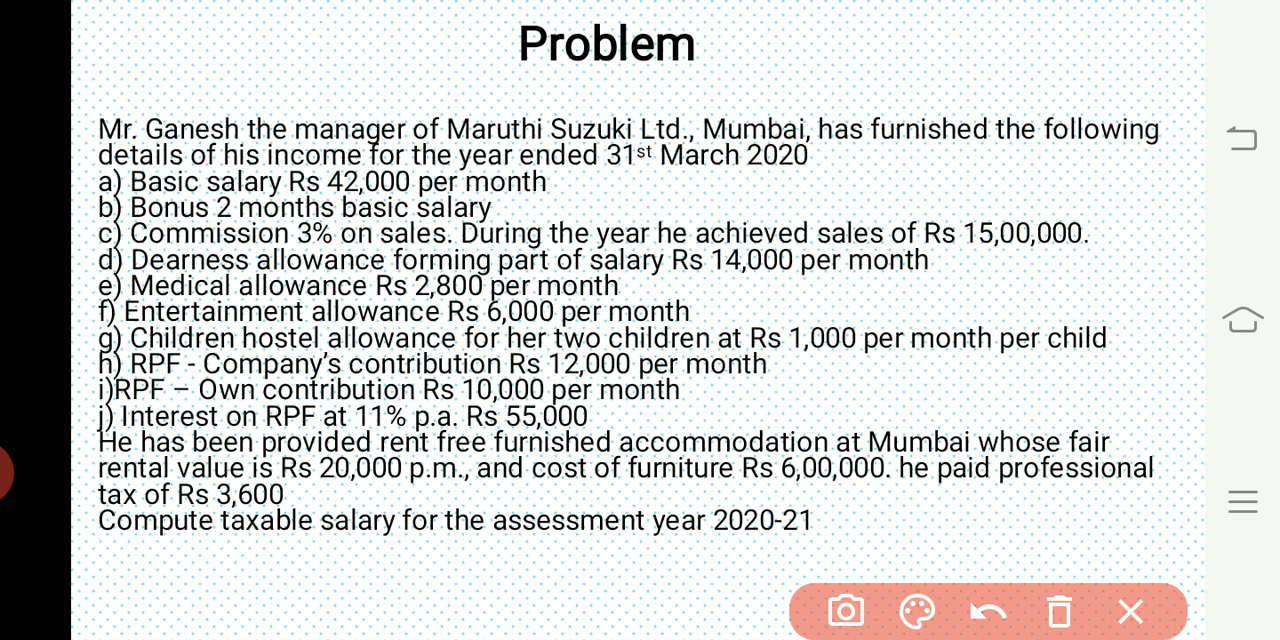 Problem
Mr. Ganesh the manager of Maruthi Suzuki Ltd., Mumbai, has furnished the following
details of his income for the year ended 31st March 2020
a) Basic salary Rs 42,000 per month
b) Bonus 2 months basic salary
c) Commission 3% on sales. During the year he achieved sales of Rs 15,00,000.
d) Dearness allowance forming part of salary Rs 14,000 per month
e) Medical allowance Rs 2,800 per month
f) Entertainment allowance Rs 6,000 per month
g) Children hostel allowance for her two children at Rs 1,000 per month per child
h) RPF - Company’s contribution Rs 12,000 per month
i)RPF – Own contribution Rs 10,000 per month
j) Interest on RPF at 11% p.a. Rs 55,000
He has been provided rent free furnished accommodation at Mumbai whose fair
rental value is Rs 20,000 p.m., and cost of furniture Rs 6,00,000. he paid professional
tax of Rs 3,600
Compute taxable salary for the assessment year 2020-21